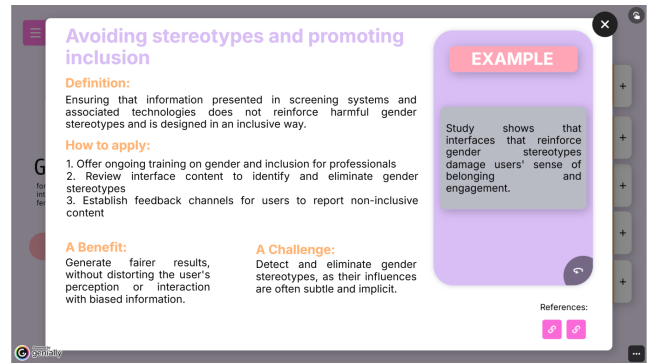 Avoiding stereotypes and promoting
inclusion
Definition:
Ensuring that information presented in screening systems and
associated technologies does not reinforce harmful gender
stereotypes and is designed in an inclusive way.
How to apply:
1. Offer ongoing training on gender and inclusion for professionals
2. Review interface content to identify and eliminate gender
stereotypes
3. Establish feedback channels for users to report non-inclusive
content
A Benefit:
Generate fairer results,
without distorting the user's
perception or interaction
with biased information.
A Challenge:
Detect and eliminate gender
stereotypes, as their influences
are often subtle and implicit.
EXAMPLE
Study shows that
interfaces that reinforce
gender stereotypes
damage users' sense of
belonging and
engagement.
References:
G
for
int
fer
genially